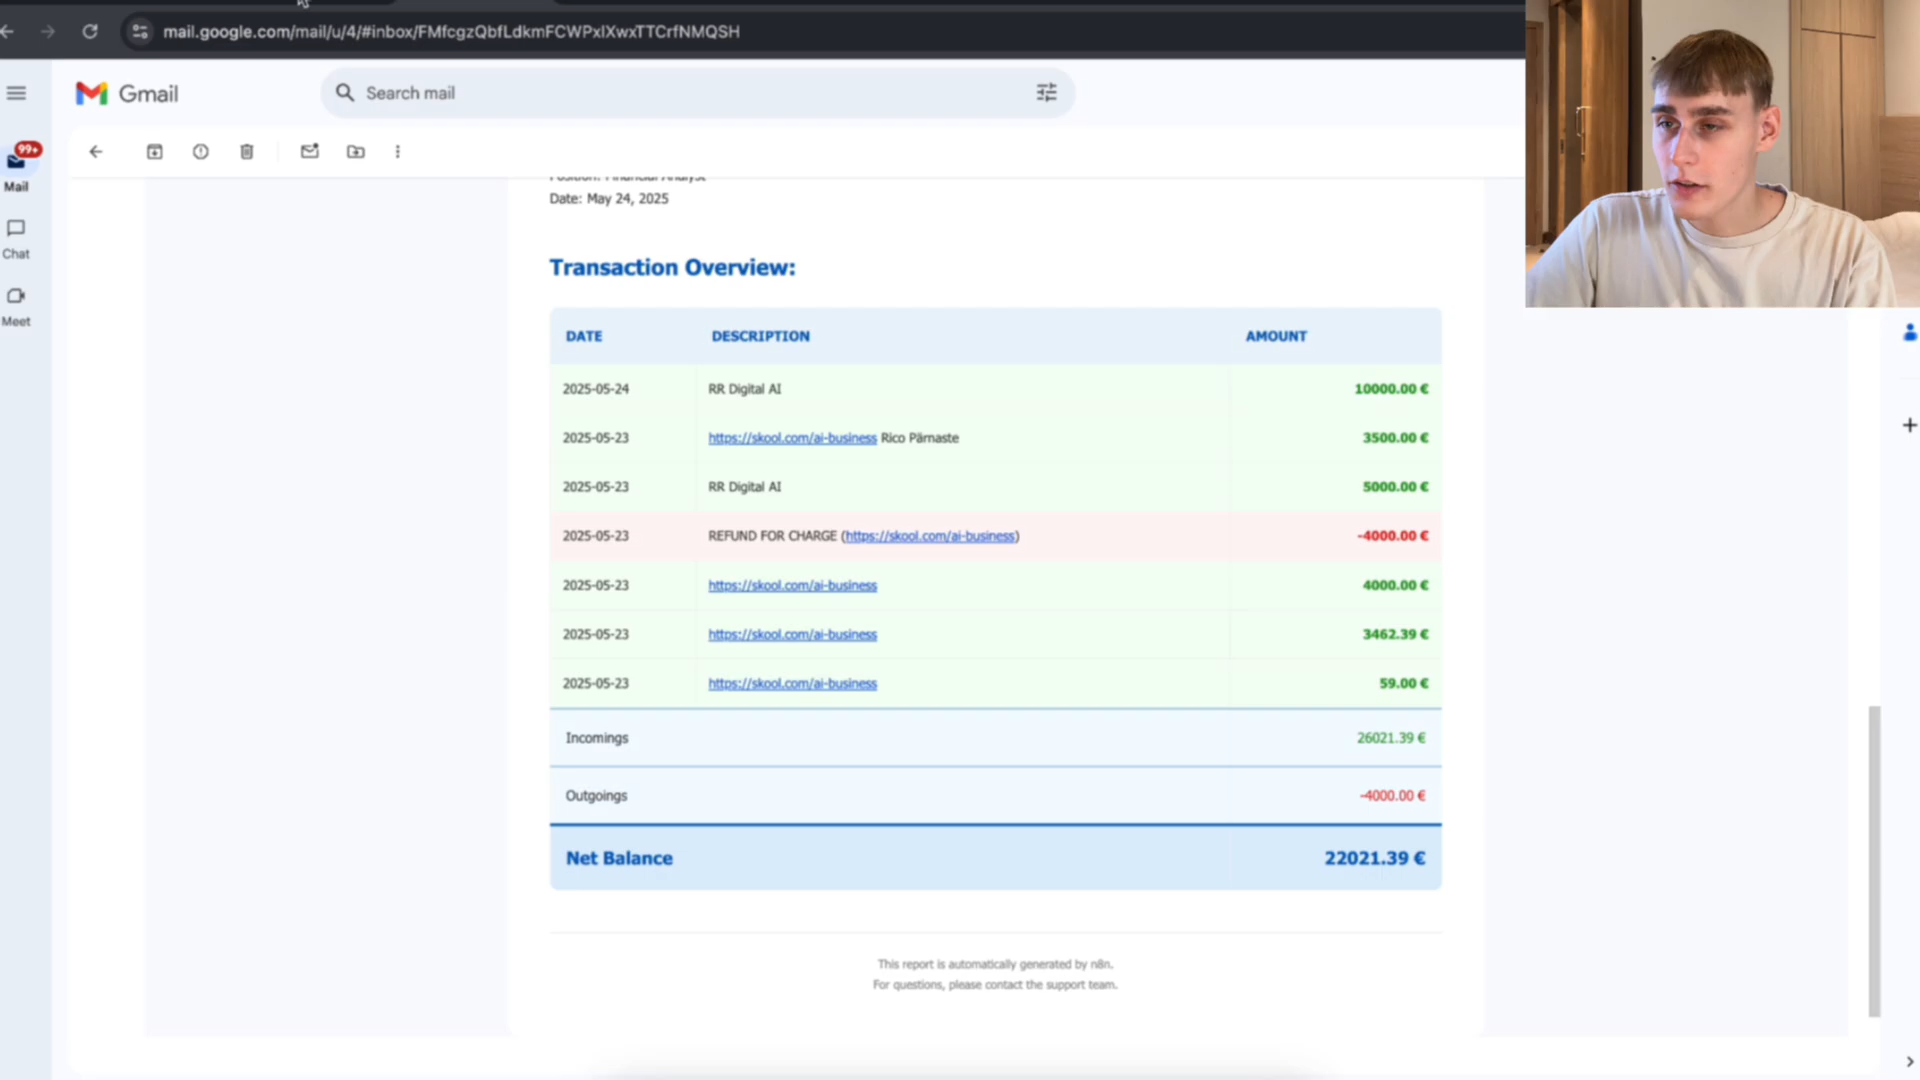 mail.google.com/mail/u/4/#inbox/FMfcgzQbfLdkmFCWPxlXwxTTCrfNMQSH
Gmail
Search mail
99+
Mail
Chat
Meet
Position: Financial Analyst
Date: May 24, 2025
Transaction Overview:
DATE DESCRIPTION AMOUNT
2025-05-24 RR Digital AI 10000.00 €
2025-05-23 https://skool.com/ai-business Rico Pärnaste 3500.00 €
2025-05-23 RR Digital AI 5000.00 €
2025-05-23 REFUND FOR CHARGE (https://skool.com/ai-business) -4000.00 €
2025-05-23 https://skool.com/ai-business 4000.00 €
2025-05-23 https://skool.com/ai-business 3462.39 €
2025-05-23 https://skool.com/ai-business 59.00 €
Incomings 26021.39 €
Outgoings -4000.00 €
Net Balance 22021.39 €
This report is automatically generated by n8n.
For questions, please contact the support team.